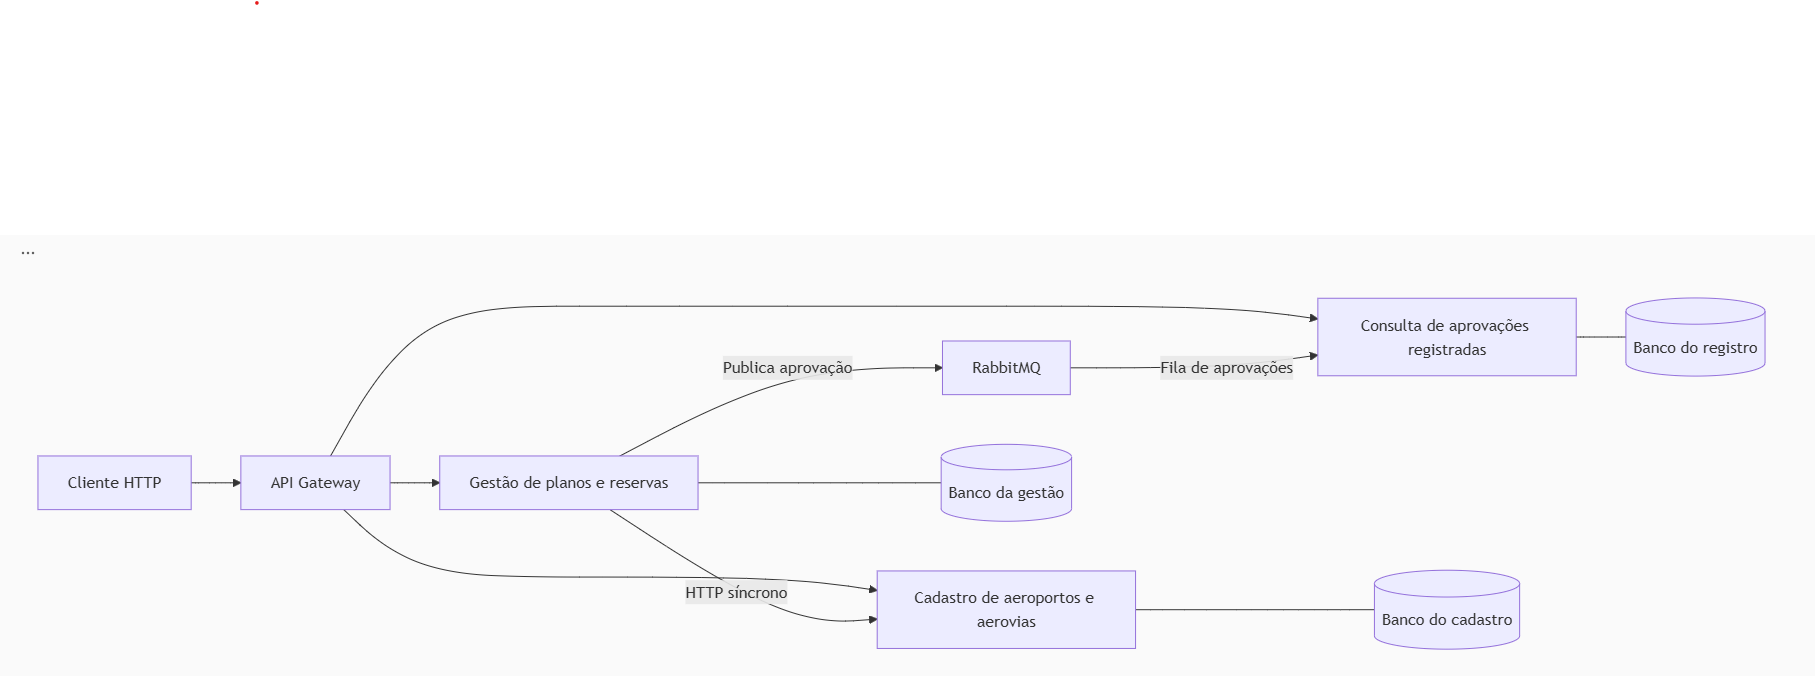 ...
Consulta de aprovações
registradas
Banco do registro
Publica aprovação
RabbitMQ
Fila de aprovações
Cliente HTTP
API Gateway
Gestão de planos e reservas
Banco da gestão
HTTP síncrono
Cadastro de aeroportos e
aerovias
Banco do cadastro